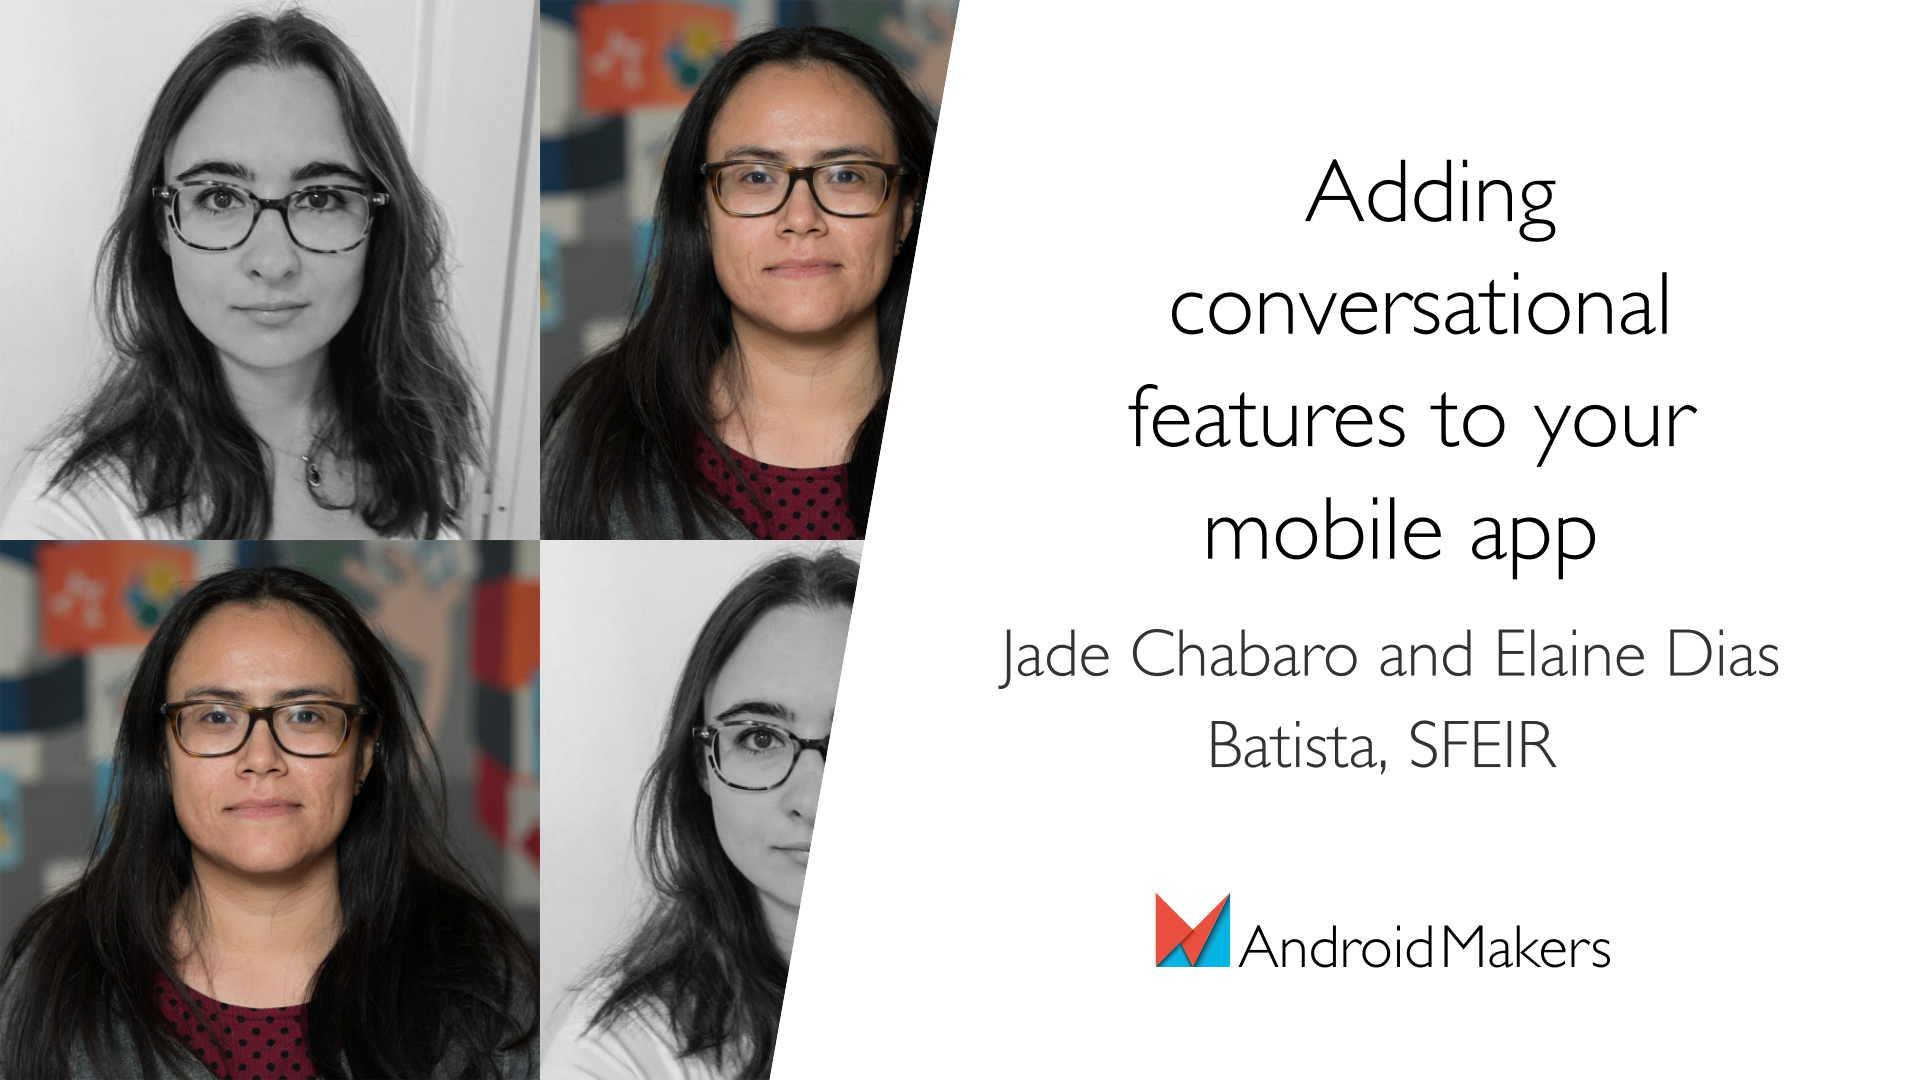 Adding
conversational
features to your
mobile app
Jade Chabaro and Elaine Dias
Batista, SFEIR
AndroidMakers